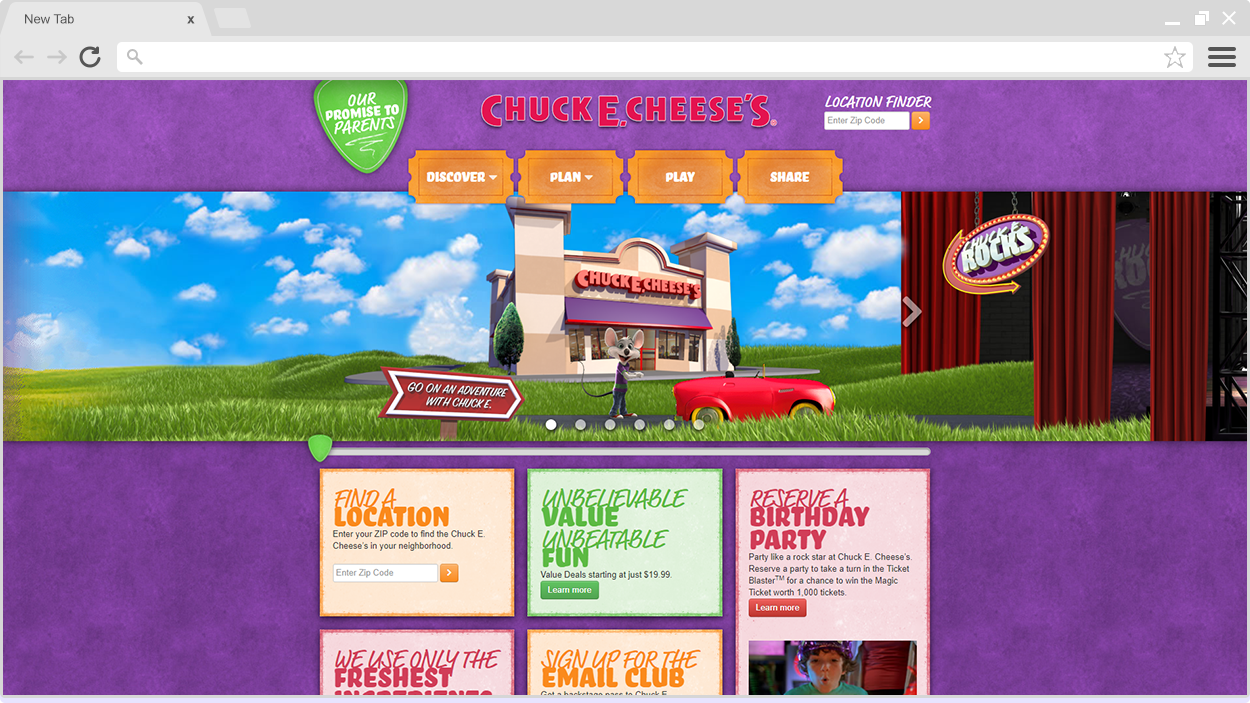 New Tab
x
OUR
PROMISE TO
PARENTS
CHUCK E. CHEESE'S®
LOCATION FINDER
Enter Zip Code
DISCOVER
PLAN
PLAY
SHARE
CHUCK E. CHEESE'S
CHUCK E.
ROCKS
GO ON AN ADVENTURE
WITH CHUCK E.
FIND A
LOCATION
Enter your ZIP code to find the Chuck E.
Cheese's in your neighborhood.
Enter Zip Code
UNBELIEVABLE
VALUE
UNBEATABLE
FUN
Value Deals starting at just $19.99.
Learn more
RESERVE A
BIRTHDAY
PARTY
Party like a rock star at Chuck E. Cheese's.
Reserve a party to take a turn in the Ticket
Blaster™ for a chance to win the Magic
Ticket worth 1,000 tickets.
Learn more
WE USE ONLY THE
FRESHEST
INGREDIENTS
SIGN UP FOR THE
EMAIL CLUB
Get a backstage pass to Chuck E.